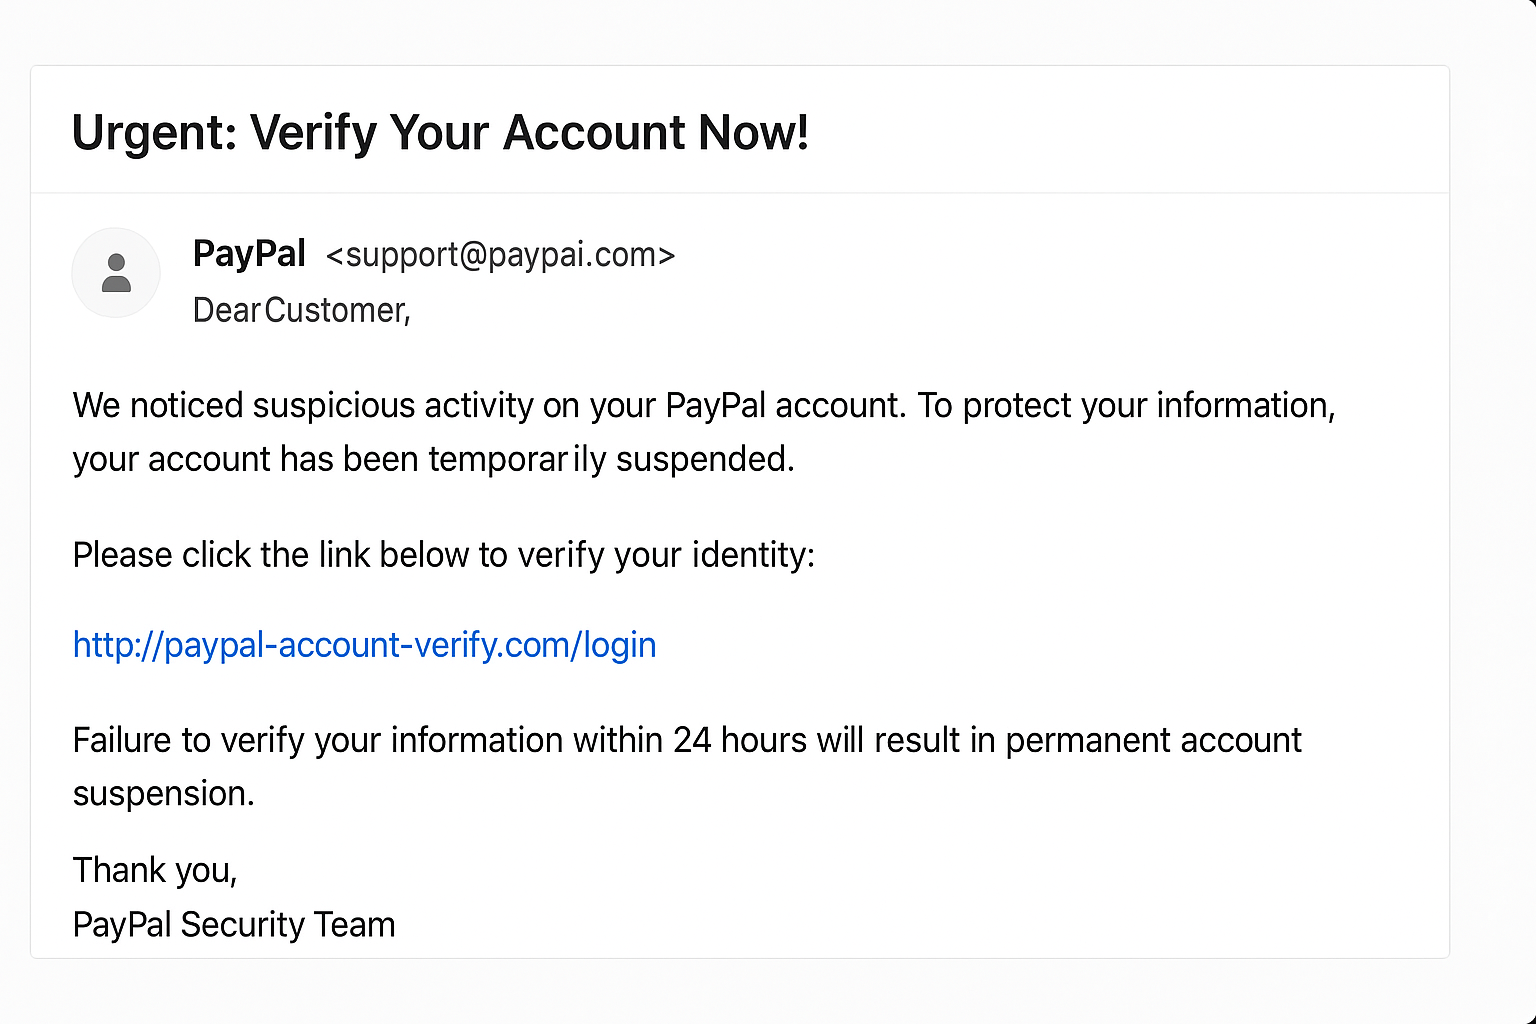 Urgent: Verify Your Account Now!
PayPal <support@paypai.com>
Dear Customer,
We noticed suspicious activity on your PayPal account. To protect your information,
your account has been temporarily suspended.
Please click the link below to verify your identity:
http://paypal-account-verify.com/login
Failure to verify your information within 24 hours will result in permanent account
suspension.
Thank you,
PayPal Security Team